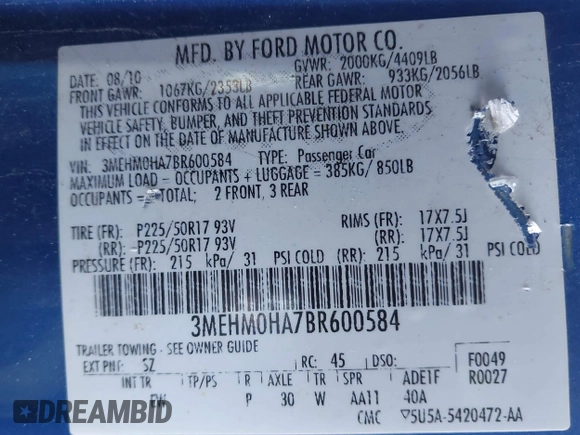 MFD. BY FORD MOTOR CO.
DATE: 08/10 GVWR: 2000KG/4409LB
FRONT GAWR: 1067KG/2353LB REAR GAWR: 933KG/2056LB
THIS VEHICLE CONFORMS TO ALL APPLICABLE FEDERAL MOTOR
VEHICLE SAFETY, BUMPER, AND THEFT PREVENTION STANDARDS
IN EFFECT ON THE DATE OF MANUFACTURE SHOWN ABOVE.
VIN: 3MEHM0HA7BR600584 TYPE: Passenger Car
MAXIMUM LOAD - OCCUPANTS + LUGGAGE = 385KG/ 850LB
OCCUPANTS = TOTAL: 2 FRONT, 3 REAR
TIRE (FR): P225/50R17 93V RIMS (FR): 17X7.5J
(RR): P225/50R17 93V (RR): 17X7.5J
PRESSURE (FR): 215 kPa/ 31 PSI COLD (RR): 215 kPa/ 31 PSI COLD
3MEHM0HA7BR600584
TRAILER TOWING - SEE OWNER GUIDE
EXT PNT: SZ RC: 45 DSO: F0049
R0027
INT TR TP/PS R AXLE TR SPR ADE1F
EW P 30 W AA11 40A
CMC ▽5U5A-5420472-AA
DREAMBID